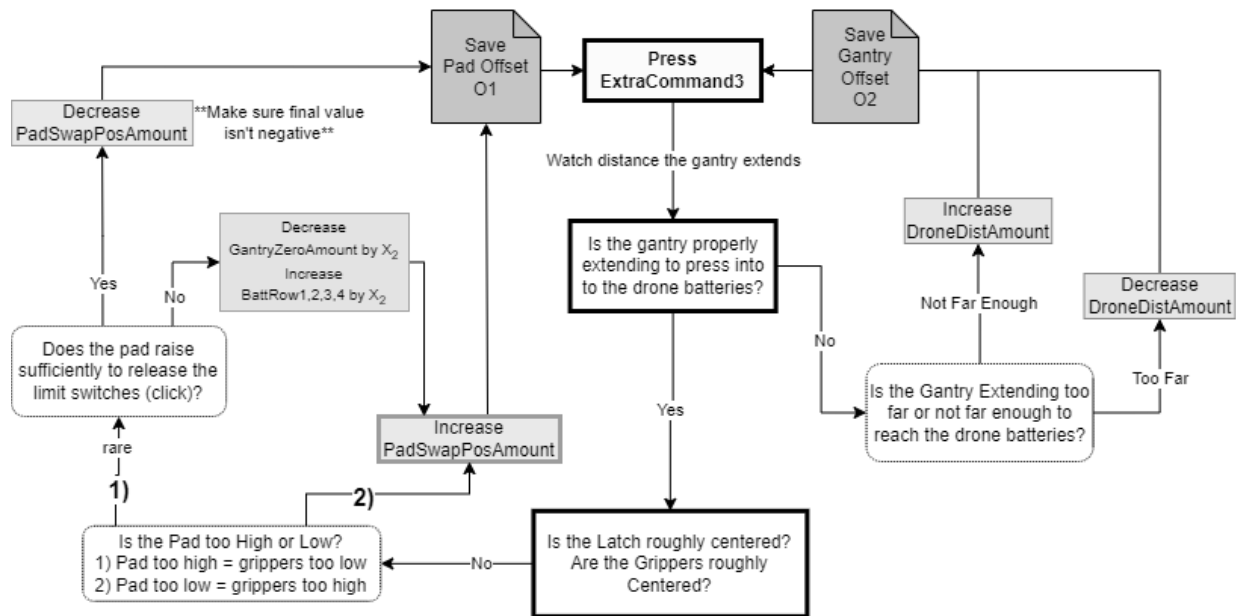 Save
Pad Offset
O1
Press
ExtraCommand3
Save
Gantry
Offset
O2
Decrease
PadSwapPosAmount
**Make sure final value
isn't negative**
Watch distance the gantry extends
Increase
DroneDistAmount
Decrease
GantryZeroAmount by X₂
Increase
BattRow1,2,3,4 by X₂
Is the gantry properly
extending to press into
to the drone batteries?
Decrease
DroneDistAmount
Yes
No
Not Far Enough
No
Does the pad raise
sufficiently to release the
limit switches (click)?
Too Far
Is the Gantry Extending too
far or not far enough to
reach the drone batteries?
Yes
Increase
PadSwapPosAmount
rare
1)
2)
Is the Pad too High or Low?
1) Pad too high = grippers too low
2) Pad too low = grippers too high
No
Is the Latch roughly centered?
Are the Grippers roughly
Centered?